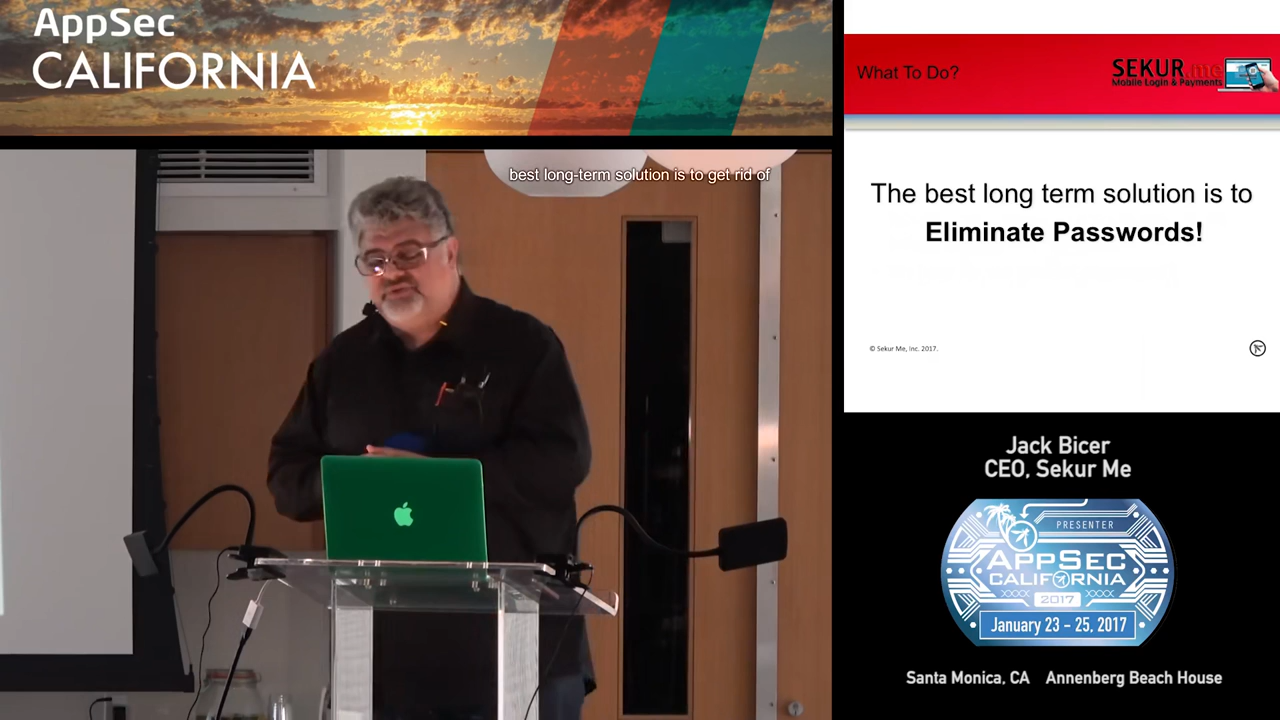 AppSec
CALIFORNIA
best long-term solution is to get rid of
What To Do?
SEKUR.me
Mobile Login & Payments
The best long term solution is to
Eliminate Passwords!
© Sekur Me, Inc. 2017.
Jack Bicer
CEO, Sekur Me
PRESENTER
APPSEC
CALIFORNIA
2017
January 23 - 25, 2017
Santa Monica, CA Annenberg Beach House